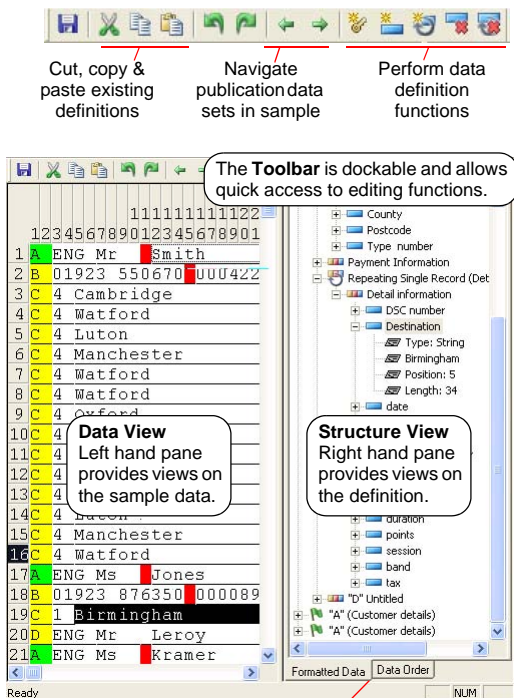 Cut, copy &
paste existing
definitions
Navigate
publication data
sets in sample
Perform data
definition
functions
The Toolbar is dockable and allows
quick access to editing functions.
111111111122
123456789012345678901
1 A ENG Mr Smith
2 B 01923 550670 000422
3 C 4 Cambridge
4 C 4 Watford
5 C 4 Luton
6 C 4 Manchester
7 C 4 Watford
8 C 4 Watford
9 C 4 Oxford
10 C 4
11 C 4
12 C 4
13 C 4
14 C 4 Luton
15 C 4 Manchester
16 C 4 Watford
17 A ENG Ms Jones
18 B 01923 876350 000089
19 C 1 Birmingham
20 D ENG Mr Leroy
21 A ENG Ms Kramer
Data View
Left hand pane
provides views on
the sample data.
County
Postcode
Type number
Payment Information
Repeating Single Record (Det
Detail information
DSC number
Destination
Type: String
Birmingham
Position: 5
Length: 34
date
Structure View
Right hand pane
provides views on
the definition.
duration
points
session
band
tax
"D" Untitled
"A" (Customer details)
"A" (Customer details)
Formatted Data
Data Order
Ready
NUM